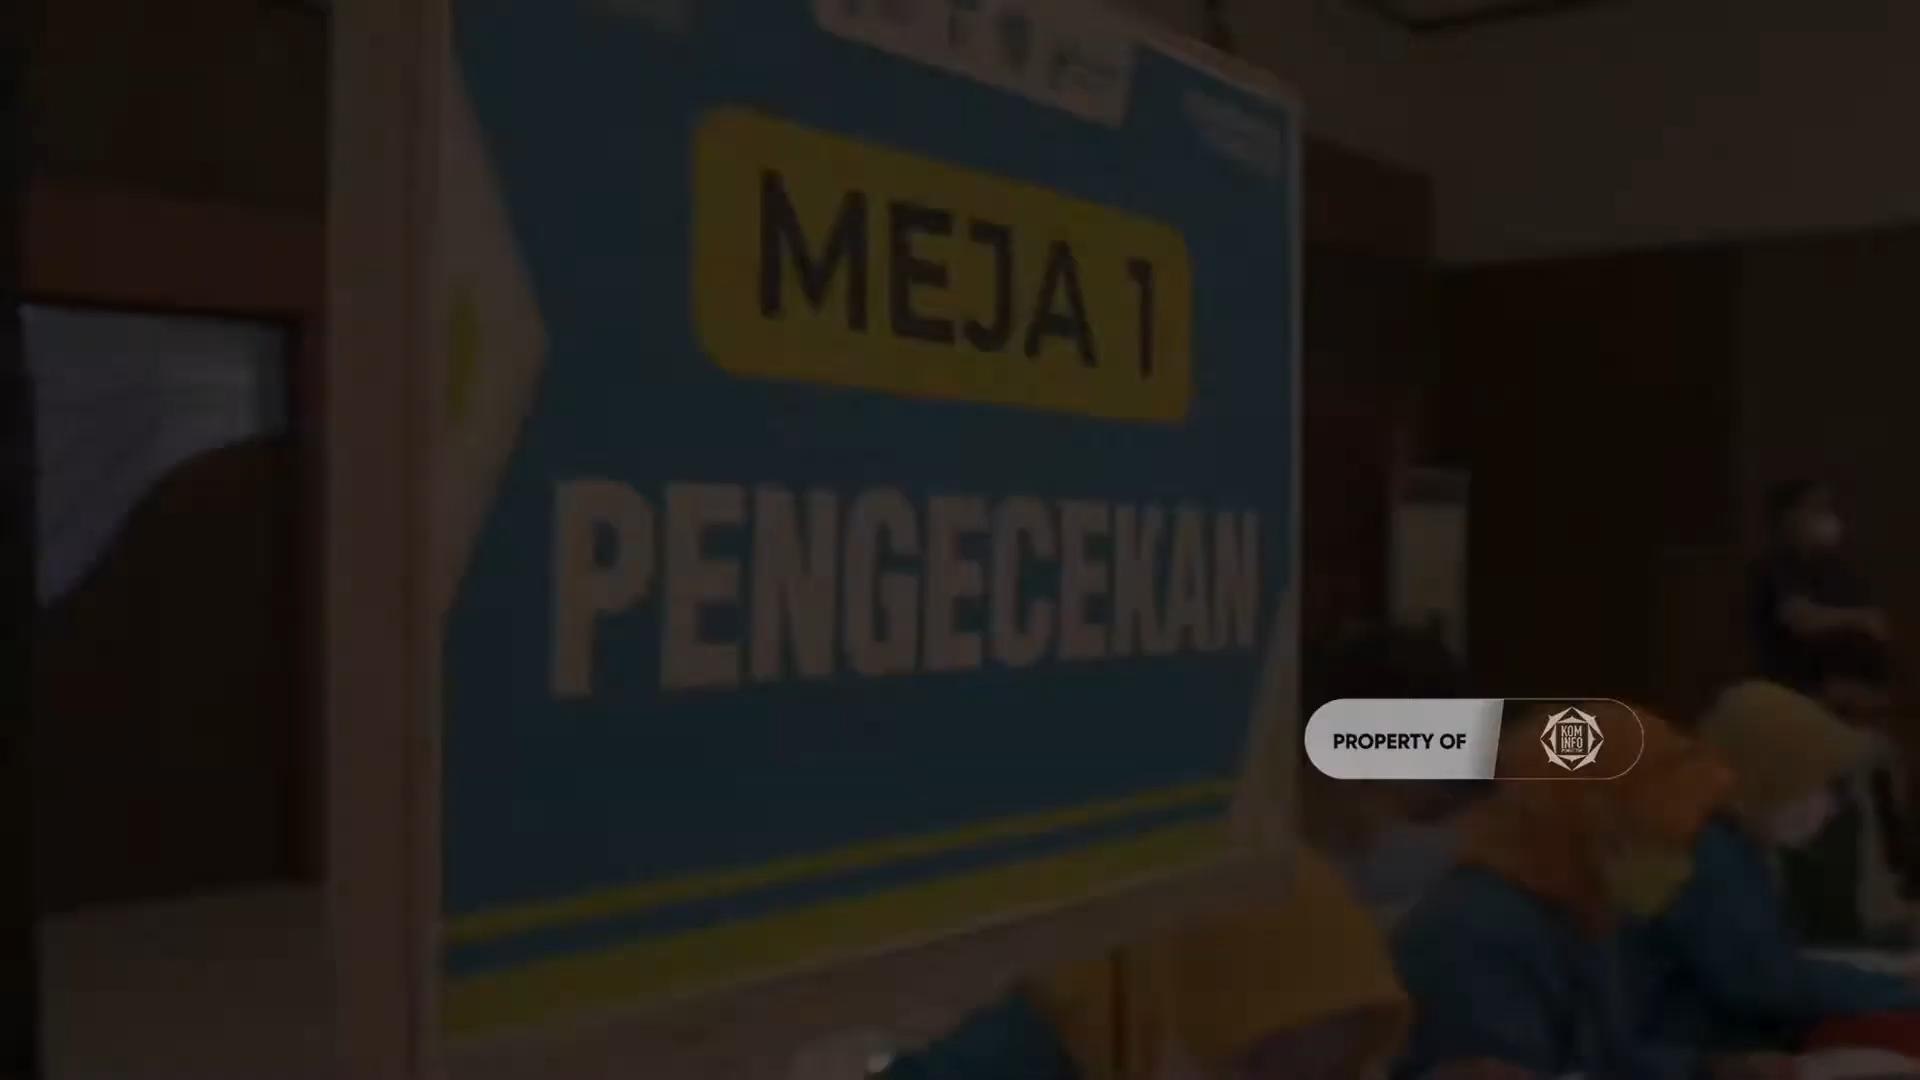 MEJA 1
PENGECEKAN
PROPERTY OF
KOM
INFO